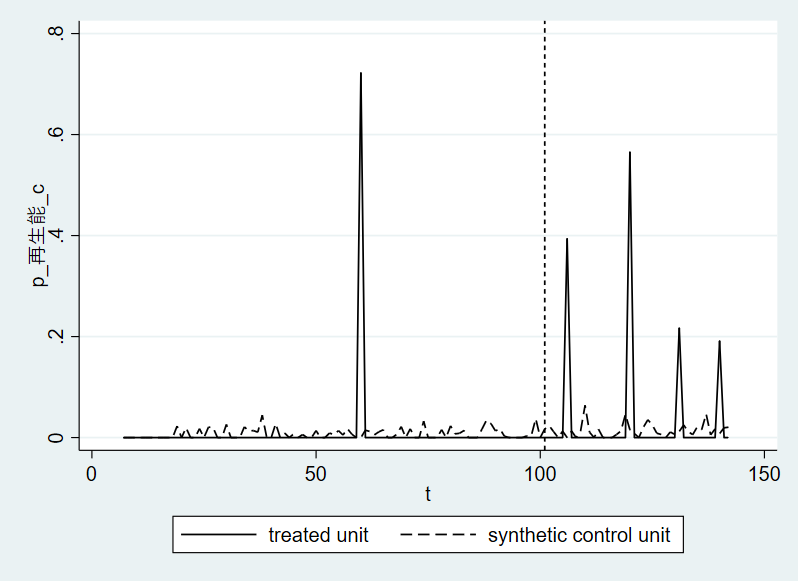 .8
.6
.4
.2
0
p_再生能_c
0
50
100
150
t
treated unit
synthetic control unit